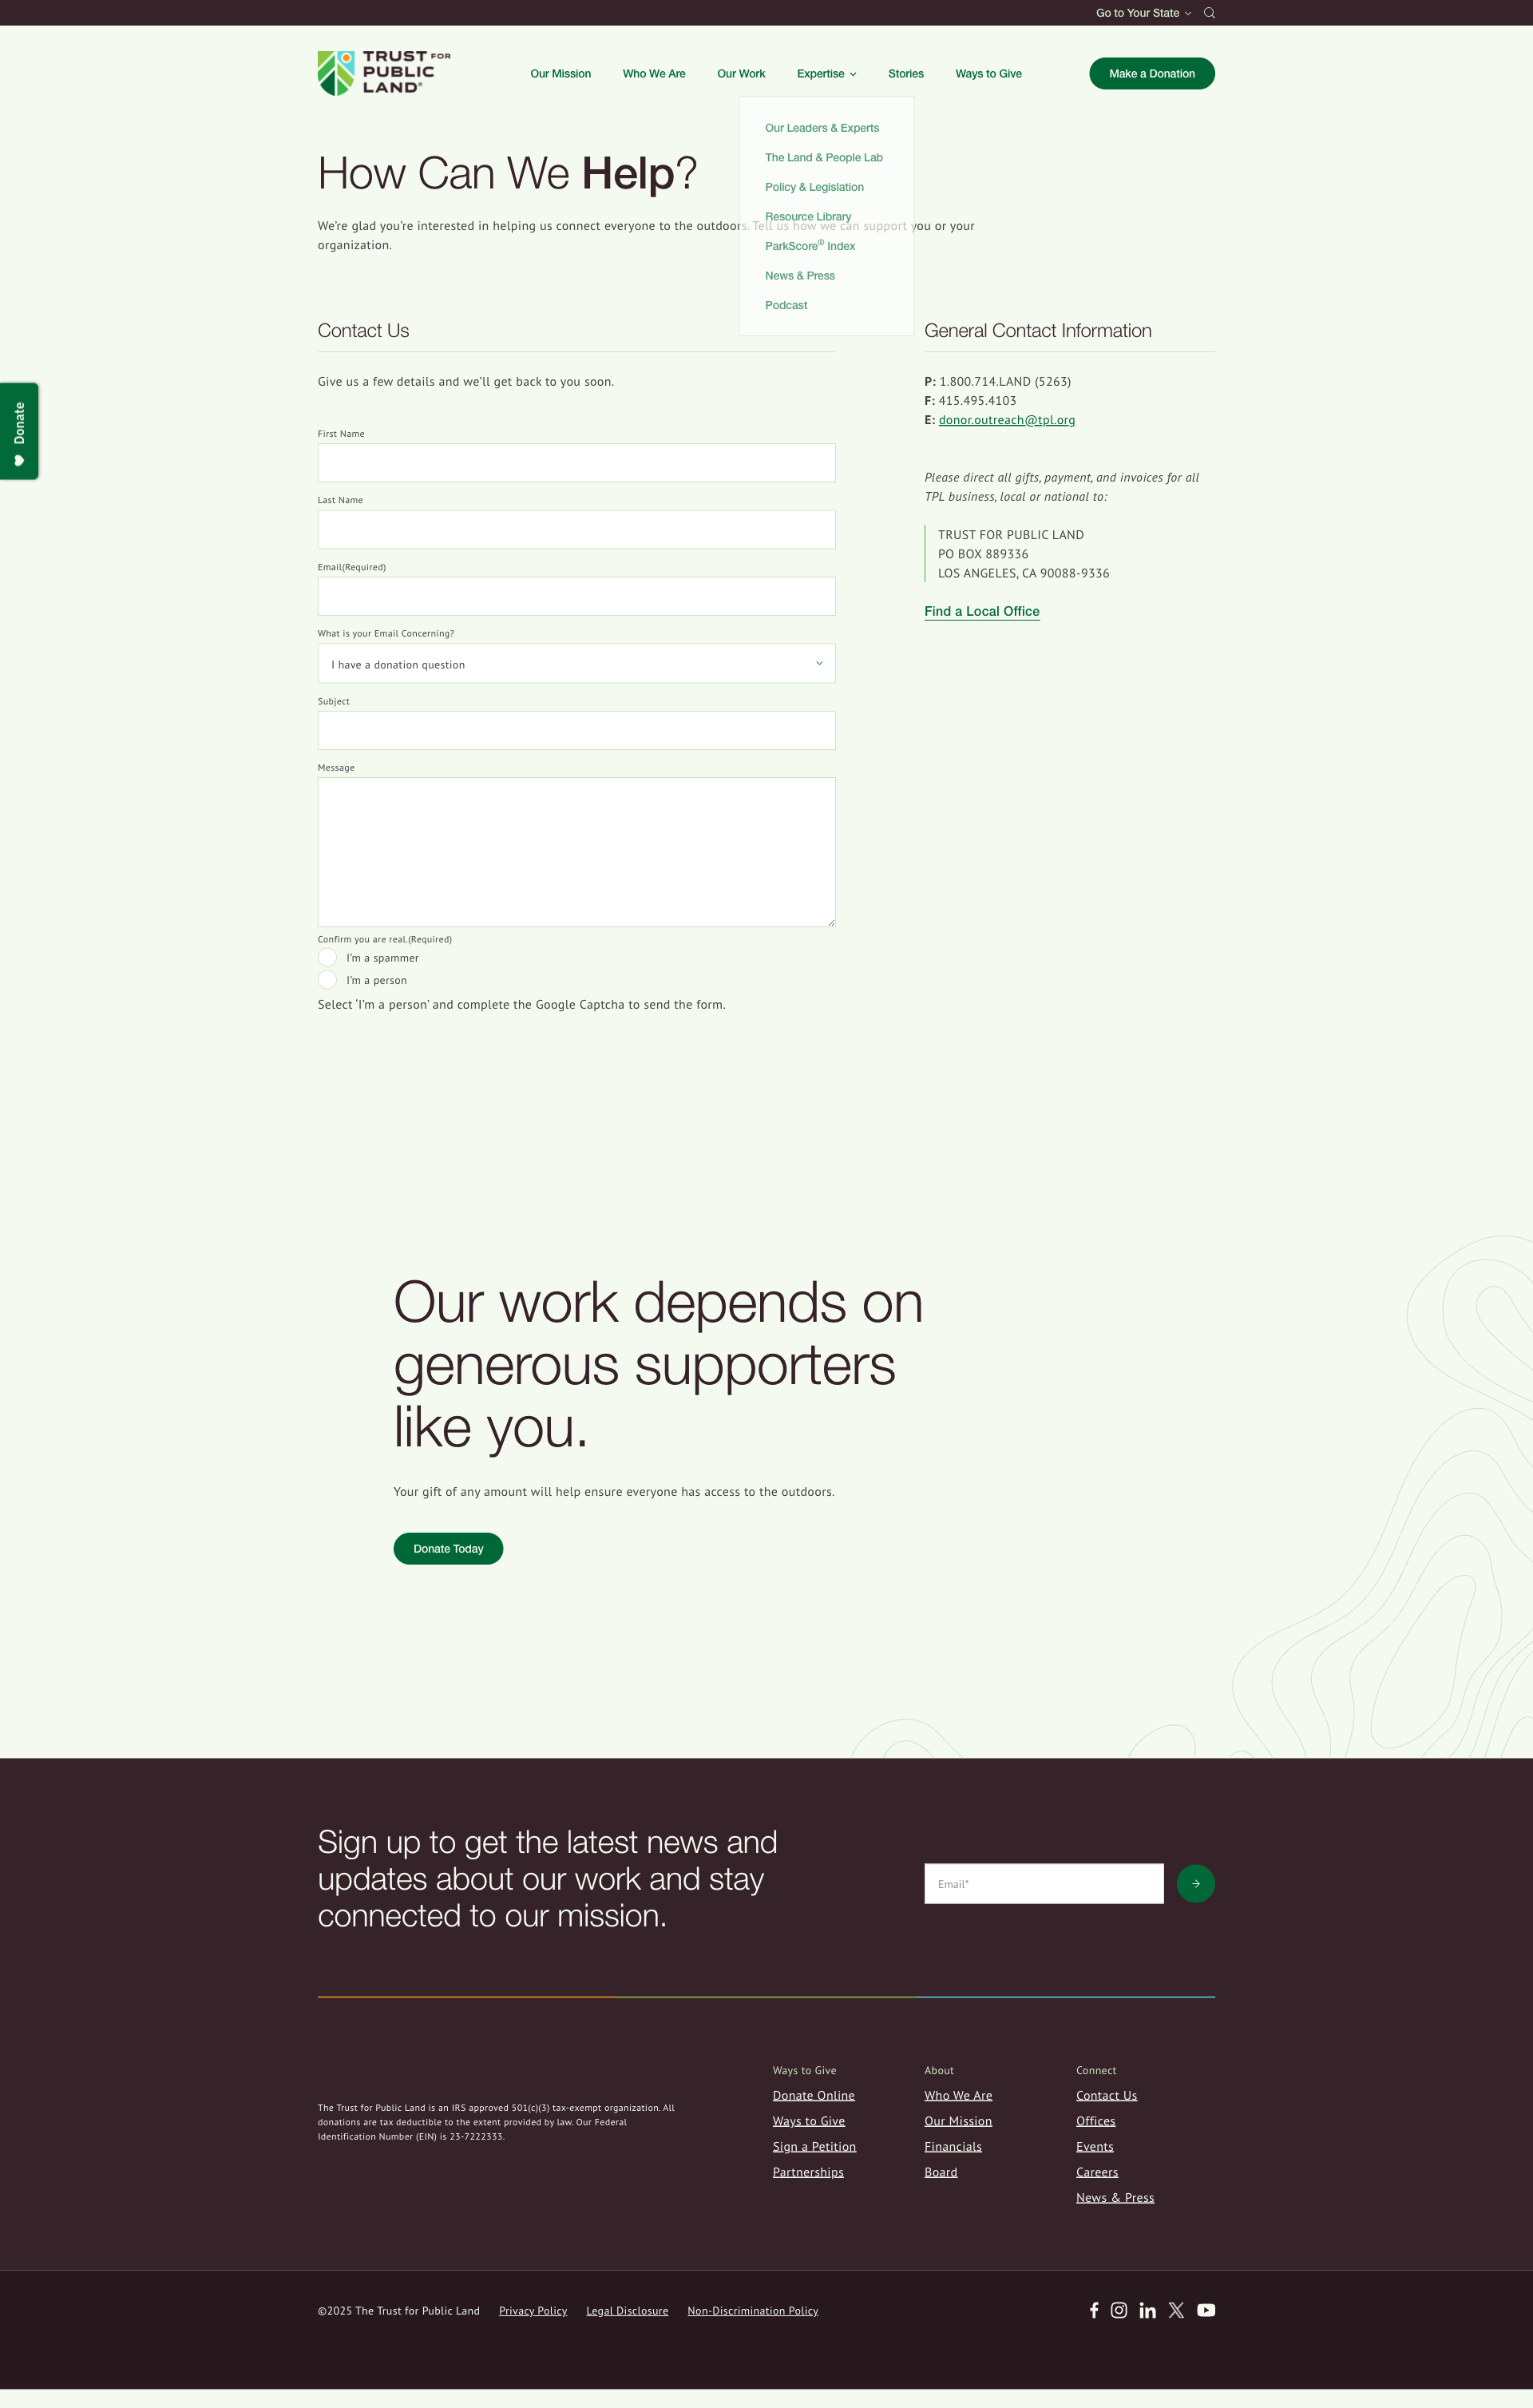 Go to Your State
TRUST FOR
PUBLIC
LAND®
Our Mission
Who We Are
Our Work
Expertise
Stories
Ways to Give
Make a Donation
Our Leaders & Experts
The Land & People Lab
Policy & Legislation
Resource Library
ParkScore® Index
News & Press
Podcast
How Can We Help?
We’re glad you’re interested in helping us connect everyone to the outdoors. Tell us how we can support you or your
organization.
Donate
Contact Us
Give us a few details and we’ll get back to you soon.
First Name
Last Name
Email(Required)
What is your Email Concerning?
I have a donation question
Subject
Message
Confirm you are real.(Required)
I'm a spammer
I'm a person
Select ‘I’m a person’ and complete the Google Captcha to send the form.
General Contact Information
P: 1.800.714.LAND (5263)
F: 415.495.4103
E: donor.outreach@tpl.org
Please direct all gifts, payment, and invoices for all
TPL business, local or national to:
TRUST FOR PUBLIC LAND
PO BOX 889336
LOS ANGELES, CA 90088-9336
Find a Local Office
Our work depends on
generous supporters
like you.
Your gift of any amount will help ensure everyone has access to the outdoors.
Donate Today
Sign up to get the latest news and
updates about our work and stay
connected to our mission.
Email*
The Trust for Public Land is an IRS approved 501(c)(3) tax-exempt organization. All
donations are tax deductible to the extent provided by law. Our Federal
Identification Number (EIN) is 23-7222333.
Ways to Give
Donate Online
Ways to Give
Sign a Petition
Partnerships
About
Who We Are
Our Mission
Financials
Board
Connect
Contact Us
Offices
Events
Careers
News & Press
©2025 The Trust for Public Land
Privacy Policy
Legal Disclosure
Non-Discrimination Policy